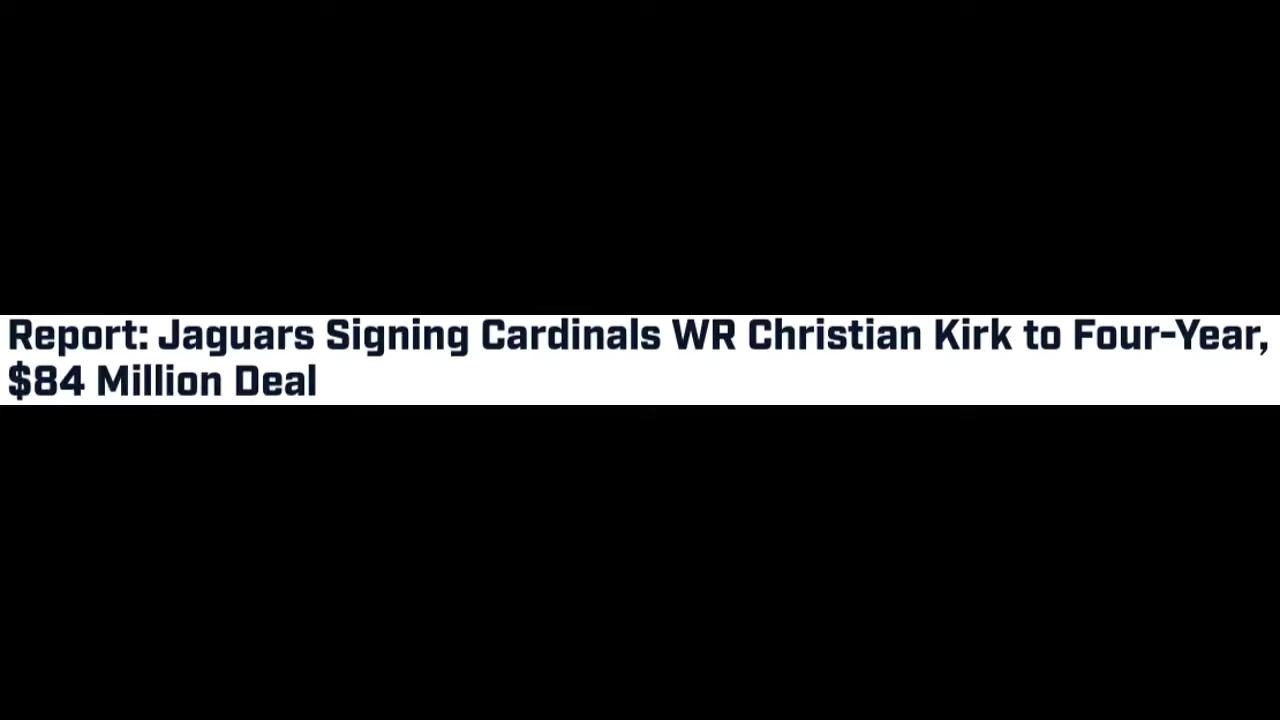 Report: Jaguars Signing Cardinals WR Christian Kirk to Four-Year,
$84 Million Deal